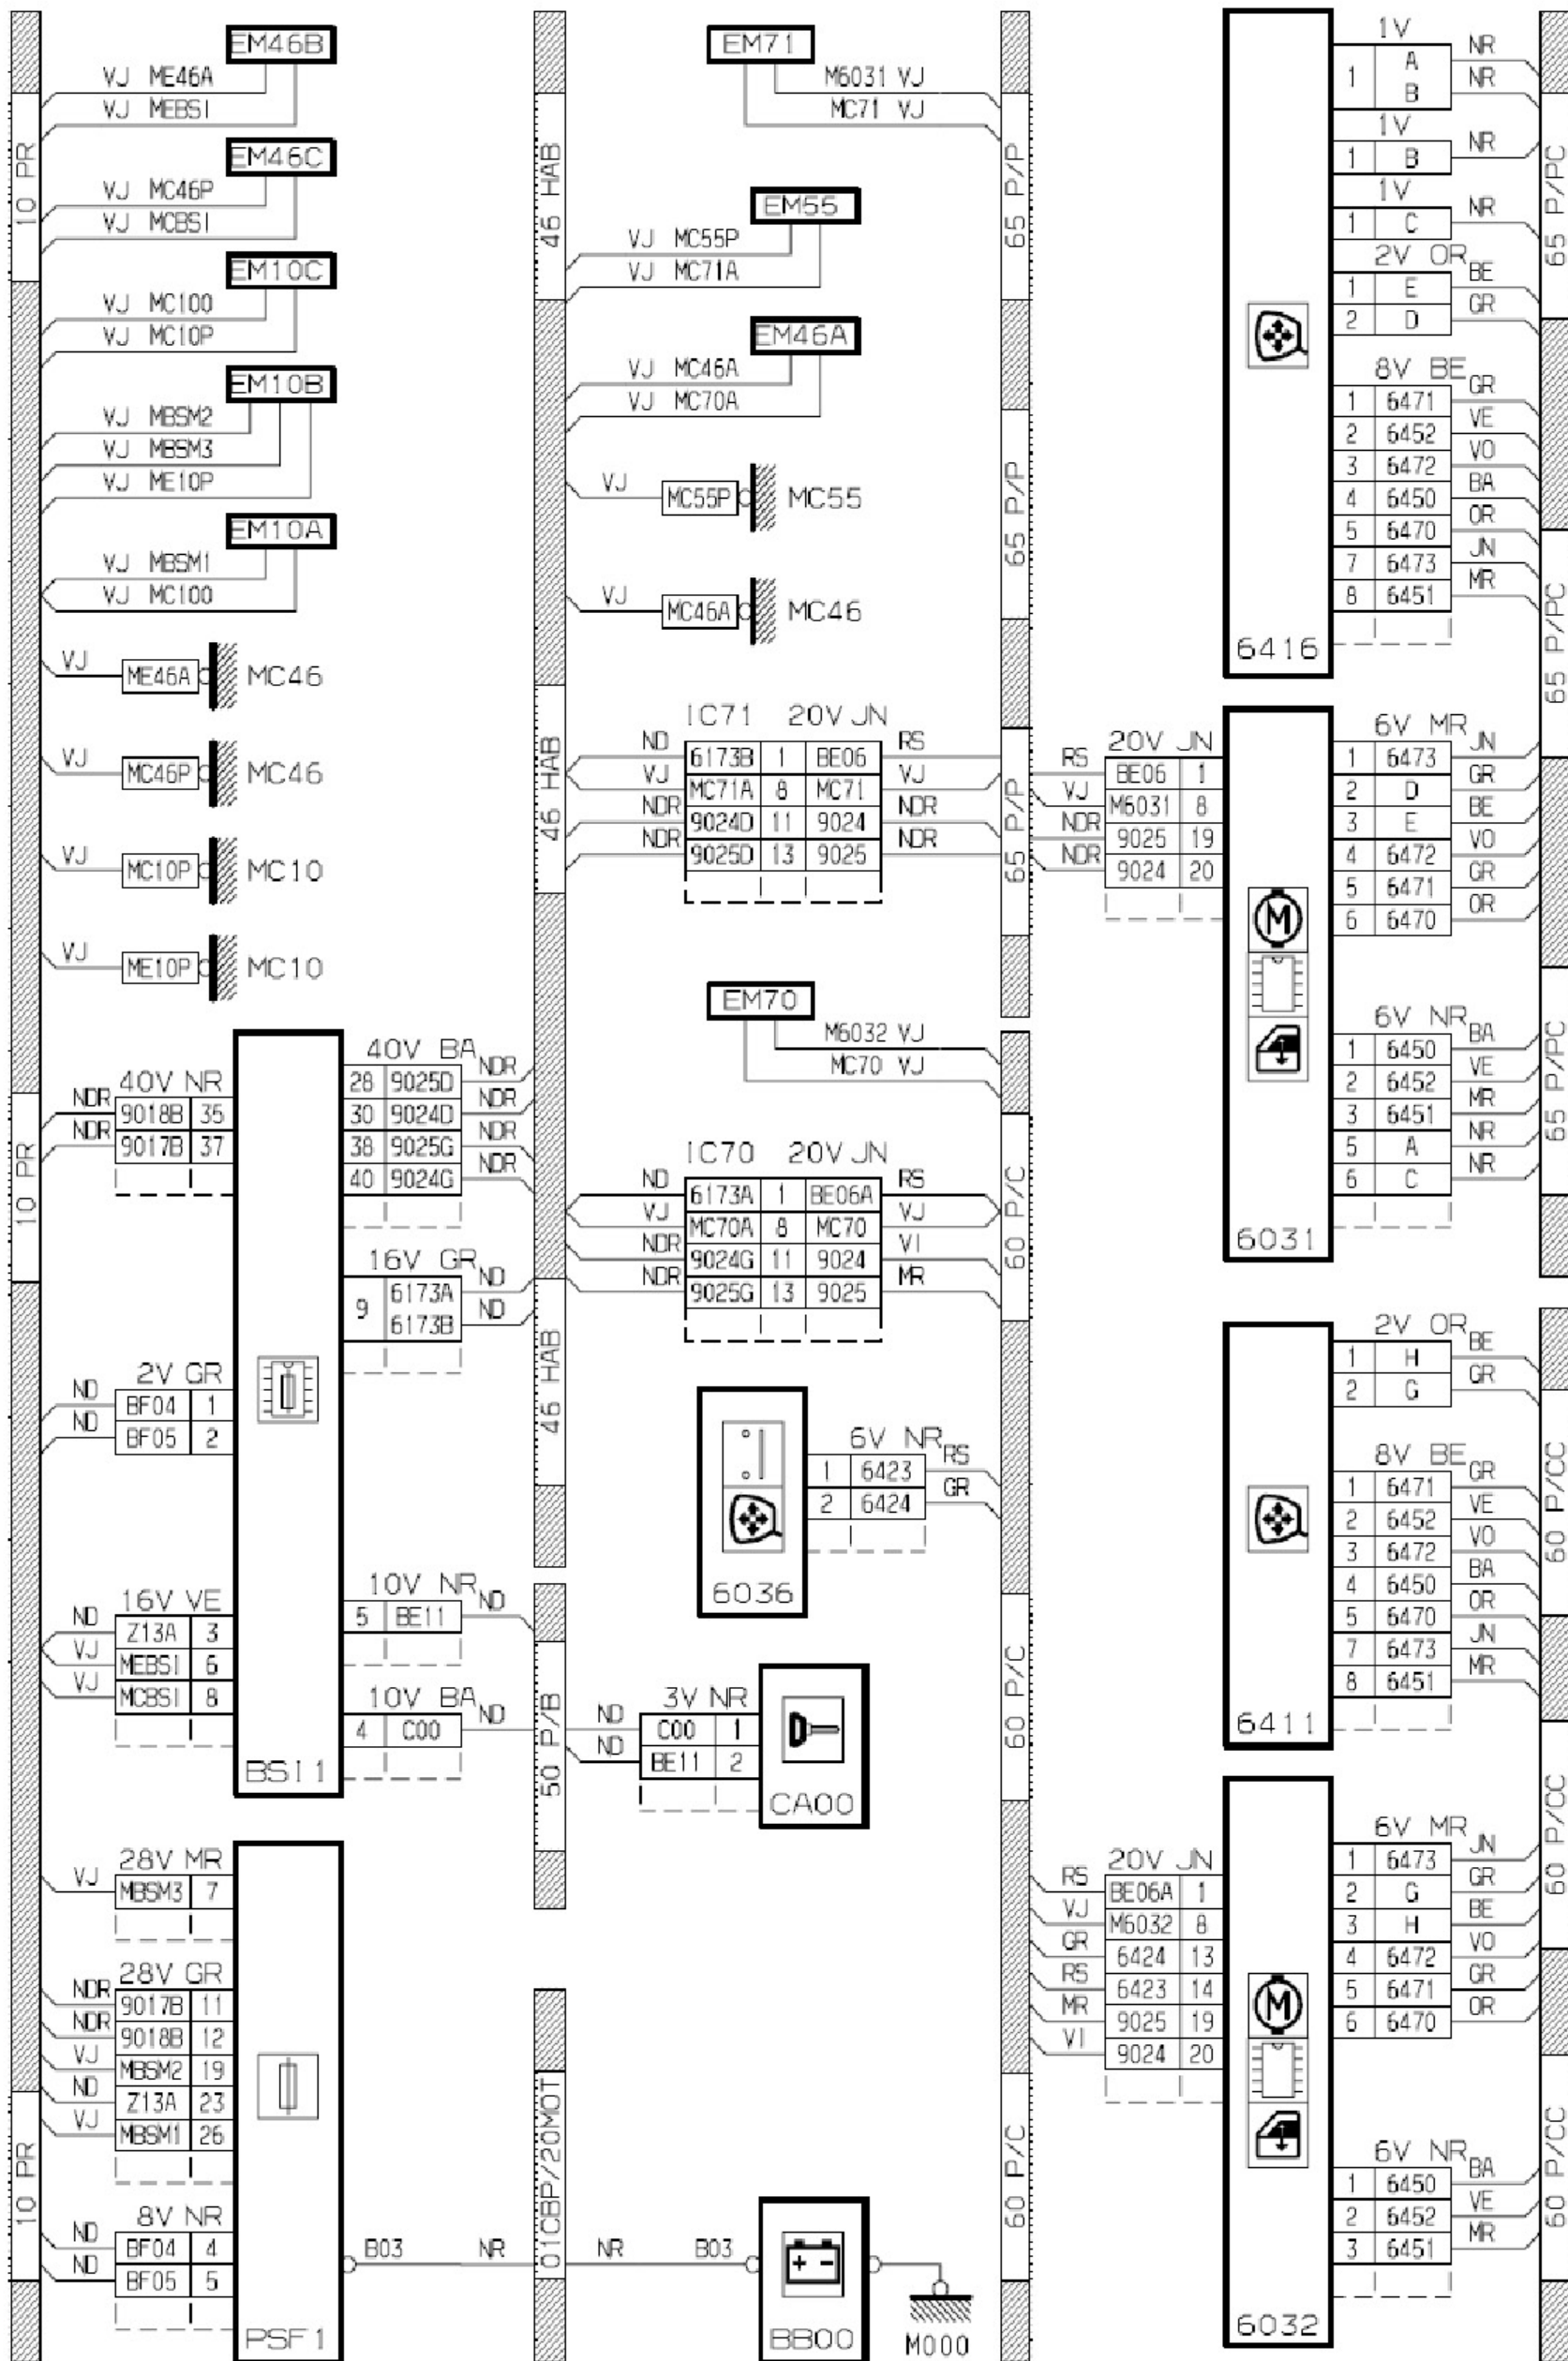 EM46B
VJ ME46A
VJ MEBSI
EM46C
VJ MC46P
VJ MCBSI
EM10C
VJ MC100
VJ MC10P
EM10B
VJ MBSM2
VJ MBSM3
VJ ME10P
EM10A
VJ MBSM1
VJ MC100
VJ ME46A MC46
VJ MC46P MC46
VJ MC10P MC10
VJ ME10P MC10
10 PR
10 PR
10 PR
40V NR
NDR 9018B 35
NDR 9017B 37
2V GR
ND BF04 1
ND BF05 2
16V VE
ND Z13A 3
VJ MEBSI 6
VJ MCBSI 8
40V BA
28 9025D NDR
30 9024D NDR
38 9025G NDR
40 9024G NDR
16V GR
9 6173A ND
6173B ND
10V NR
5 BE11 ND
10V BA
4 C00 ND
BSI1
28V MR
VJ MBSM3 7
28V GR
NDR 9017B 11
NDR 9018B 12
VJ MBSM2 19
ND Z13A 23
VJ MBSM1 26
8V NR
ND BF04 4
ND BF05 5
PSF1
B03 NR
46 HAB
46 HAB
46 HAB
50 P/B
01CBP/20MOT
EM71
M6031 VJ
MC71 VJ
EM55
VJ MC55P
VJ MC71A
EM46A
VJ MC46A
VJ MC70A
VJ MC55P MC55
VJ MC46A MC46
IC71 20V JN
ND 6173B 1 BE06 RS
VJ MC71A 8 MC71 VJ
NDR 9024D 11 9024 NDR
NDR 9025D 13 9025 NDR
EM70
M6032 VJ
MC70 VJ
IC70 20V JN
ND 6173A 1 BE06A RS
VJ MC70A 8 MC70 VJ
NDR 9024G 11 9024 VI
NDR 9025G 13 9025 MR
6V NR
1 6423 RS
2 6424 GR
6036
3V NR
ND C00 1
ND BE11 2
CA00
NR B03
+ -
BB00
M000
65 P/P
65 P/P
65 P/P
60 P/C
60 P/C
60 P/C
1V
1 A NR
B NR
1V
1 B NR
1V
1 C NR
2V OR
1 E BE
2 D GR
8V BE
1 6471 GR
2 6452 VE
3 6472 VO
4 6450 BA
5 6470 OR
7 6473 JN
8 6451 MR
6416
20V JN
RS BE06 1
VJ M6031 8
NDR 9025 19
NDR 9024 20
M
6V MR
1 6473 JN
2 D GR
3 E BE
4 6472 VO
5 6471 GR
6 6470 OR
6V NR
1 6450 BA
2 6452 VE
3 6451 MR
5 A NR
6 C NR
6031
2V OR
1 H BE
2 G GR
8V BE
1 6471 GR
2 6452 VE
3 6472 VO
4 6450 BA
5 6470 OR
7 6473 JN
8 6451 MR
6411
20V JN
RS BE06A 1
VJ M6032 8
GR 6424 13
RS 6423 14
MR 9025 19
VI 9024 20
M
6V MR
1 6473 JN
2 G GR
3 H BE
4 6472 VO
5 6471 GR
6 6470 OR
6V NR
1 6450 BA
2 6452 VE
3 6451 MR
6032
65 P/PC
65 P/PC
65 P/PC
60 P/CC
60 P/CC
60 P/CC